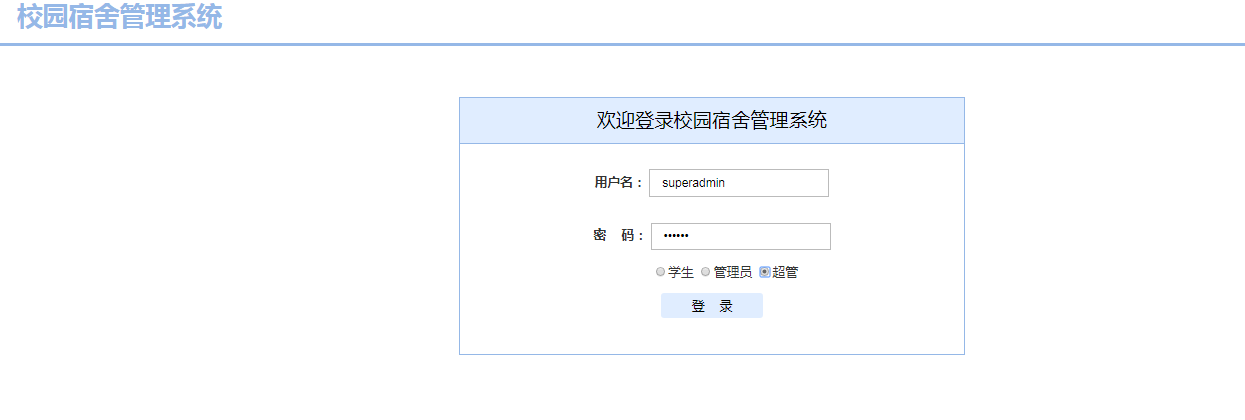 校园宿舍管理系统
欢迎登录校园宿舍管理系统
用户名： superadmin
密 码： ••••••
学生 管理员 超管
登 录